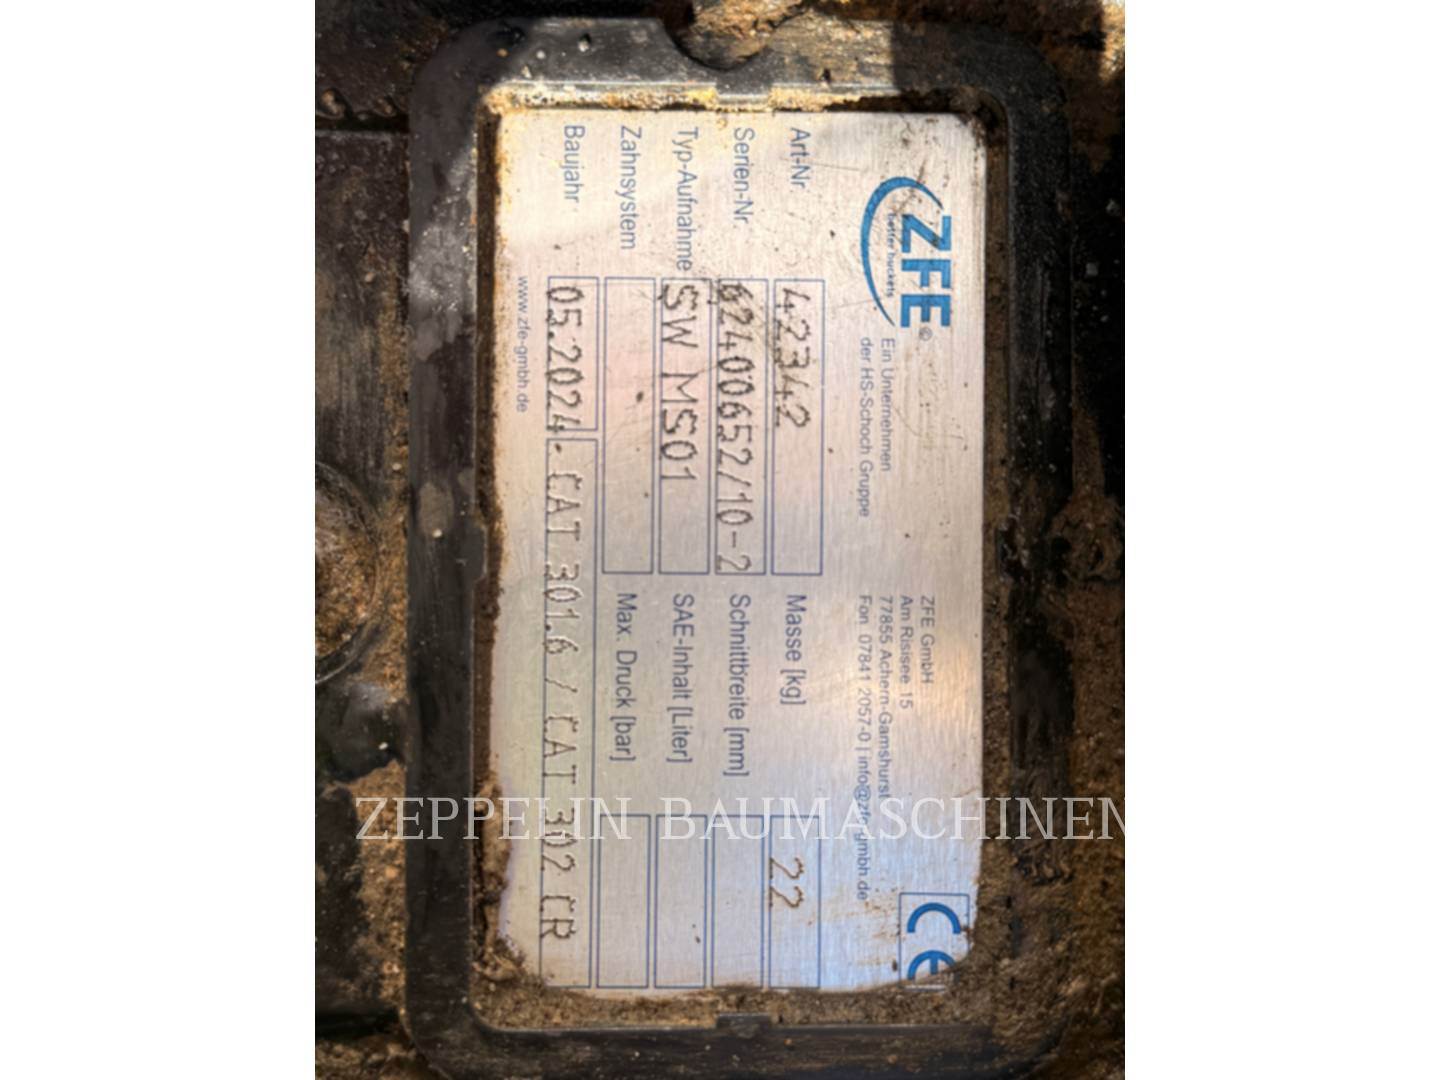 ZFE©
better buckets
Ein Unternehmen
der HS-Schoch Gruppe
ZFE GmbH
Am Risisee 15
77855 Achern-Gamshurst
Fon 07841 2057-0 | info@zfe-gmbh.de
CE
Art-Nr 42342 Masse [kg] 22
Serien-Nr. 62400652/10-2 Schnittbreite [mm]
Typ-Aufnahme SW MS01 SAE-Inhalt [Liter]
Zahnsystem Max. Druck [bar]
Baujahr 05.2024. CAT 301.6 / CAT 302 CR
www.zfe-gmbh.de
ZEPPELIN BAUMASCHINEN